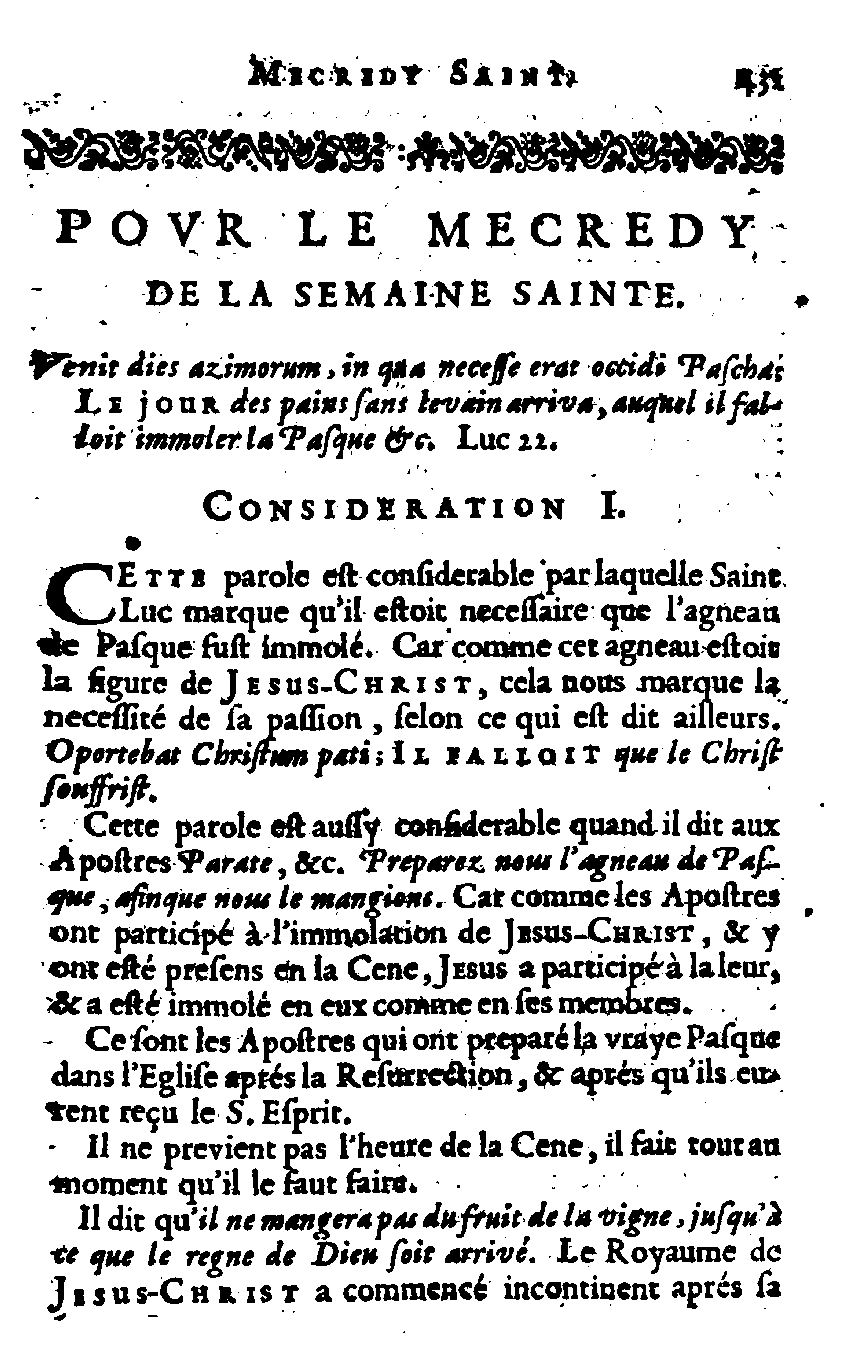 MECREDY SAINT.
POVR LE MECREDY
DE LA SEMAINE SAINTE.
Venit dies azimorum, in qua necesse erat occidi Pascha;
LE JOUR des pains sans levain arriva, auquel il fal-
loit immoler la Pasque &c. Luc 22.
CONSIDERATION I.
CETTE parole est considerable par laquelle Saint
Luc marque qu'il estoit necessaire que l'agneau
de Pasque fust immolé. Car comme cet agneau estoit
la figure de JESUS-CHRIST, cela nous marque la
necessité de sa passion, selon ce qui est dit ailleurs.
Oportebat Christum pati; IL FALLOIT que le Christ
souffrist.
Cette parole est aussy considerable quand il dit aux
Apostres Parate, &c. Preparez nous l'agneau de Pas-
que, afinque nous le mangions. Car comme les Apostres
ont participé à l'immolation de JESUS-CHRIST, & y
ont esté presens en la Cene, JESUS a participé à la leur,
& a esté immolé en eux comme en ses membres.
Ce sont les Apostres qui ont preparé la vraye Pasque
dans l'Eglise aprés la Resurrection, & aprés qu'ils eu-
rent reçu le S. Esprit.
Il ne previent pas l'heure de la Cene, il fait tout au
moment qu'il le faut faire.
Il dit qu'il ne mangera pas du fruit de la vigne, jusqu'à
ce que le regne de Dieu soit arrivé. Le Royaume de
JESUS-CHRIST a commencé incontinent aprés sa